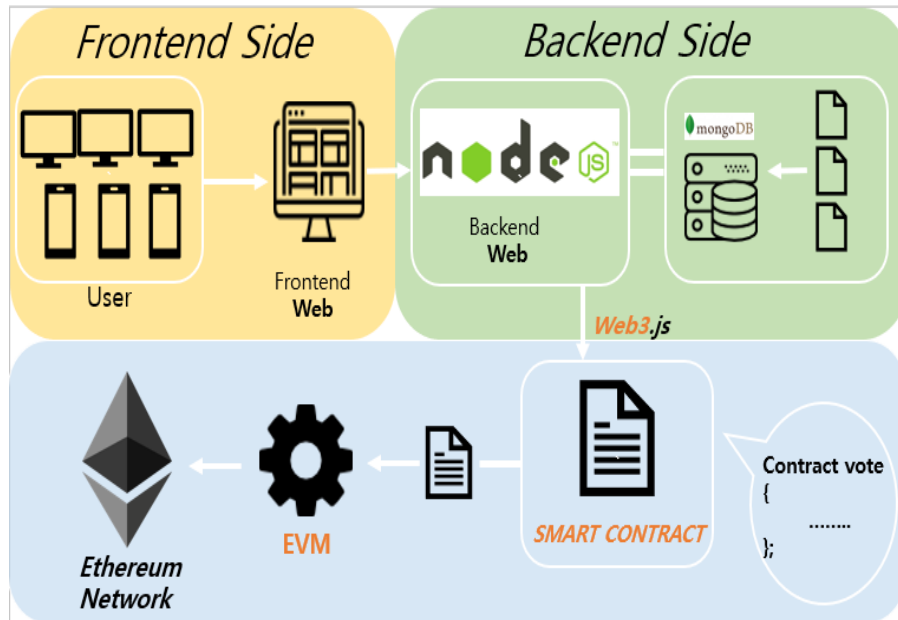 Frontend Side
Backend Side
User
Frontend
Web
node
JS
TM
Backend
Web
mongoDB
Web3.js
Ethereum
Network
EVM
SMART CONTRACT
Contract vote
{
........
};